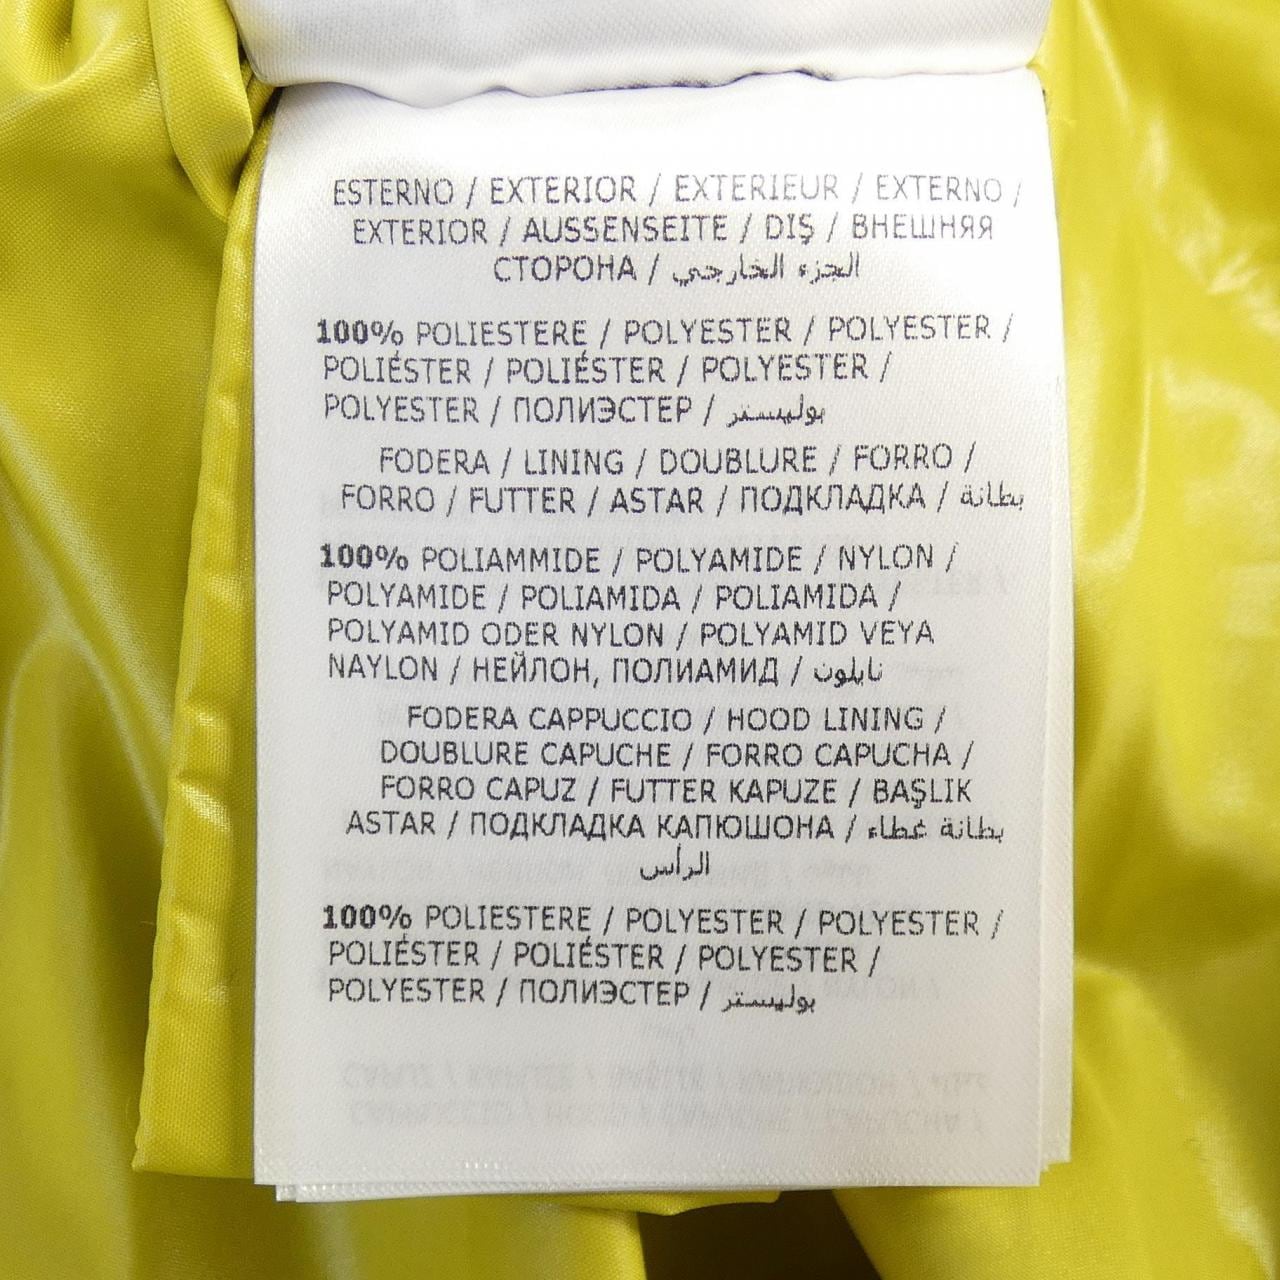 ESTERNO / EXTERIOR / EXTERIEUR / EXTERNO /
EXTERIOR / AUSSENSEITE / DIŞ / ВНЕШНЯЯ
СТОРОНА / الجزء الخارجي
100% POLIESTERE / POLYESTER / POLYESTER /
POLIÉSTER / POLIÉSTER / POLYESTER /
POLYESTER / ПОЛИЭСТЕР / بوليستر
FODERA / LINING / DOUBLURE / FORRO /
FORRO / FUTTER / ASTAR / ПОДКЛАДКА / بطانة
100% POLIAMMIDE / POLYAMIDE / NYLON /
POLYAMIDE / POLIAMIDA / POLIAMIDA /
POLYAMID ODER NYLON / POLYAMID VEYA
NAYLON / НЕЙЛОН, ПОЛИАМИД / نايلون
FODERA CAPPUCCIO / HOOD LINING /
DOUBLURE CAPUCHE / FORRO CAPUCHA /
FORRO CAPUZ / FUTTER KAPUZE / BAŞLIK
ASTAR / ПОДКЛАДКА КАПЮШОНА / بطانة غطاء
الرأس
100% POLIESTERE / POLYESTER / POLYESTER /
POLIÉSTER / POLIÉSTER / POLYESTER /
POLYESTER / ПОЛИЭСТЕР / بوليستر